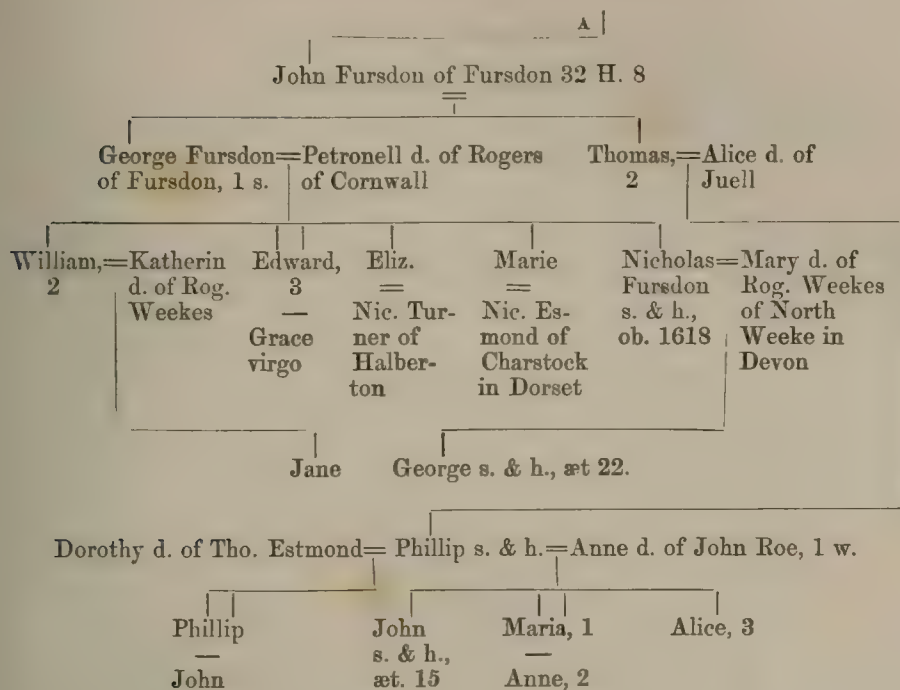 A
John Fursdon of Fursdon 32 H. 8
=
George Fursdon=Petronell d. of Rogers
of Fursdon, 1 s. of Cornwall
Thomas,=Alice d. of
2 Juell
William,=Katherin
2 d. of Rog.
Weekes
Edward,
3
—
Grace
virgo
Eliz.
=
Nic. Tur-
ner of
Halber-
ton
Marie
=
Nic. Es-
mond of
Charstock
in Dorset
Nicholas=Mary d. of
Fursdon Rog. Weekes
s. & h., of North
ob. 1618 Weeke in
Devon
Jane George s. & h., æt 22.
Dorothy d. of Tho. Estmond= Phillip s. & h.=Anne d. of John Roe, 1 w.
Phillip
—
John
John
s. & h.,
æt. 15
Maria, 1
—
Anne, 2
Alice, 3